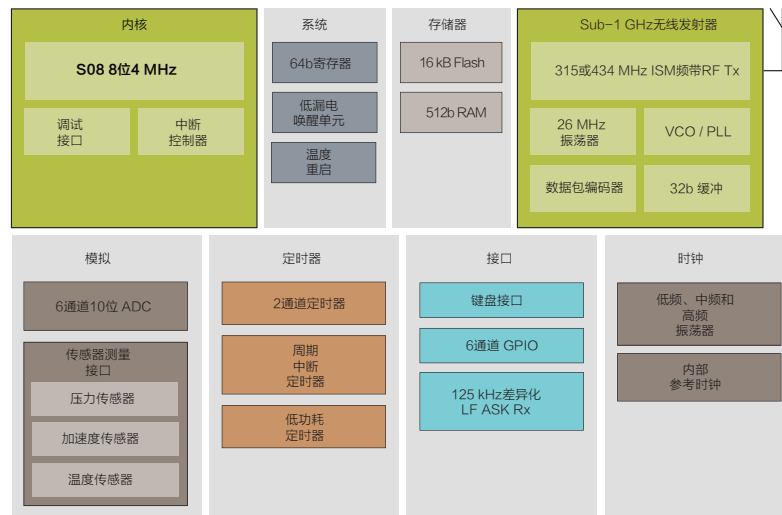 内核
S08 8位4 MHz
调试
接口
中断
控制器
系统
64b寄存器
低漏电
唤醒单元
温度
重启
存储器
16 kB Flash
512b RAM
Sub-1 GHz无线发射器
315或434 MHz ISM频带RF Tx
26 MHz
振荡器
VCO / PLL
数据包编码器
32b 缓冲
模拟
6通道10位 ADC
传感器测量
接口
压力传感器
加速度传感器
温度传感器
定时器
2通道定时器
周期
中断
定时器
低功耗
定时器
接口
键盘接口
6通道 GPIO
125 kHz差异化
LF ASK Rx
时钟
低频、中频和
高频
振荡器
内部
参考时钟